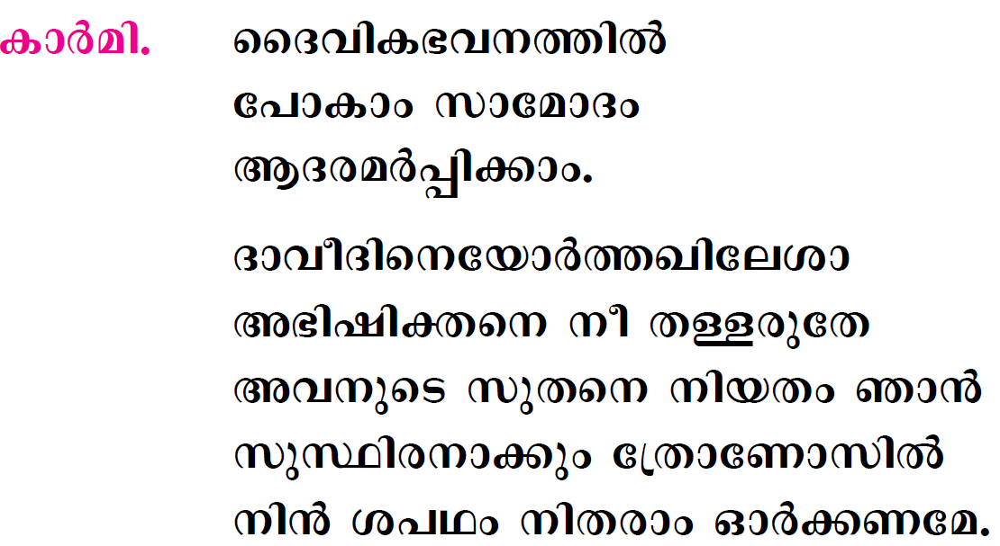 കാർമി. ദൈവികഭവനത്തിൽ
പോകാം സാമോദം
ആദരമർപ്പിക്കാം.
ദാവീദിനെയോർത്തഖിലേശാ
അഭിഷിക്തനെ നീ തള്ളരുതേ
അവനുടെ സുതനെ നിയതം ഞാൻ
സുസ്ഥിരനാക്കും ത്രോണോസിൽ
നിൻ ശപഥം നിതരാം ഓർക്കണമേ.